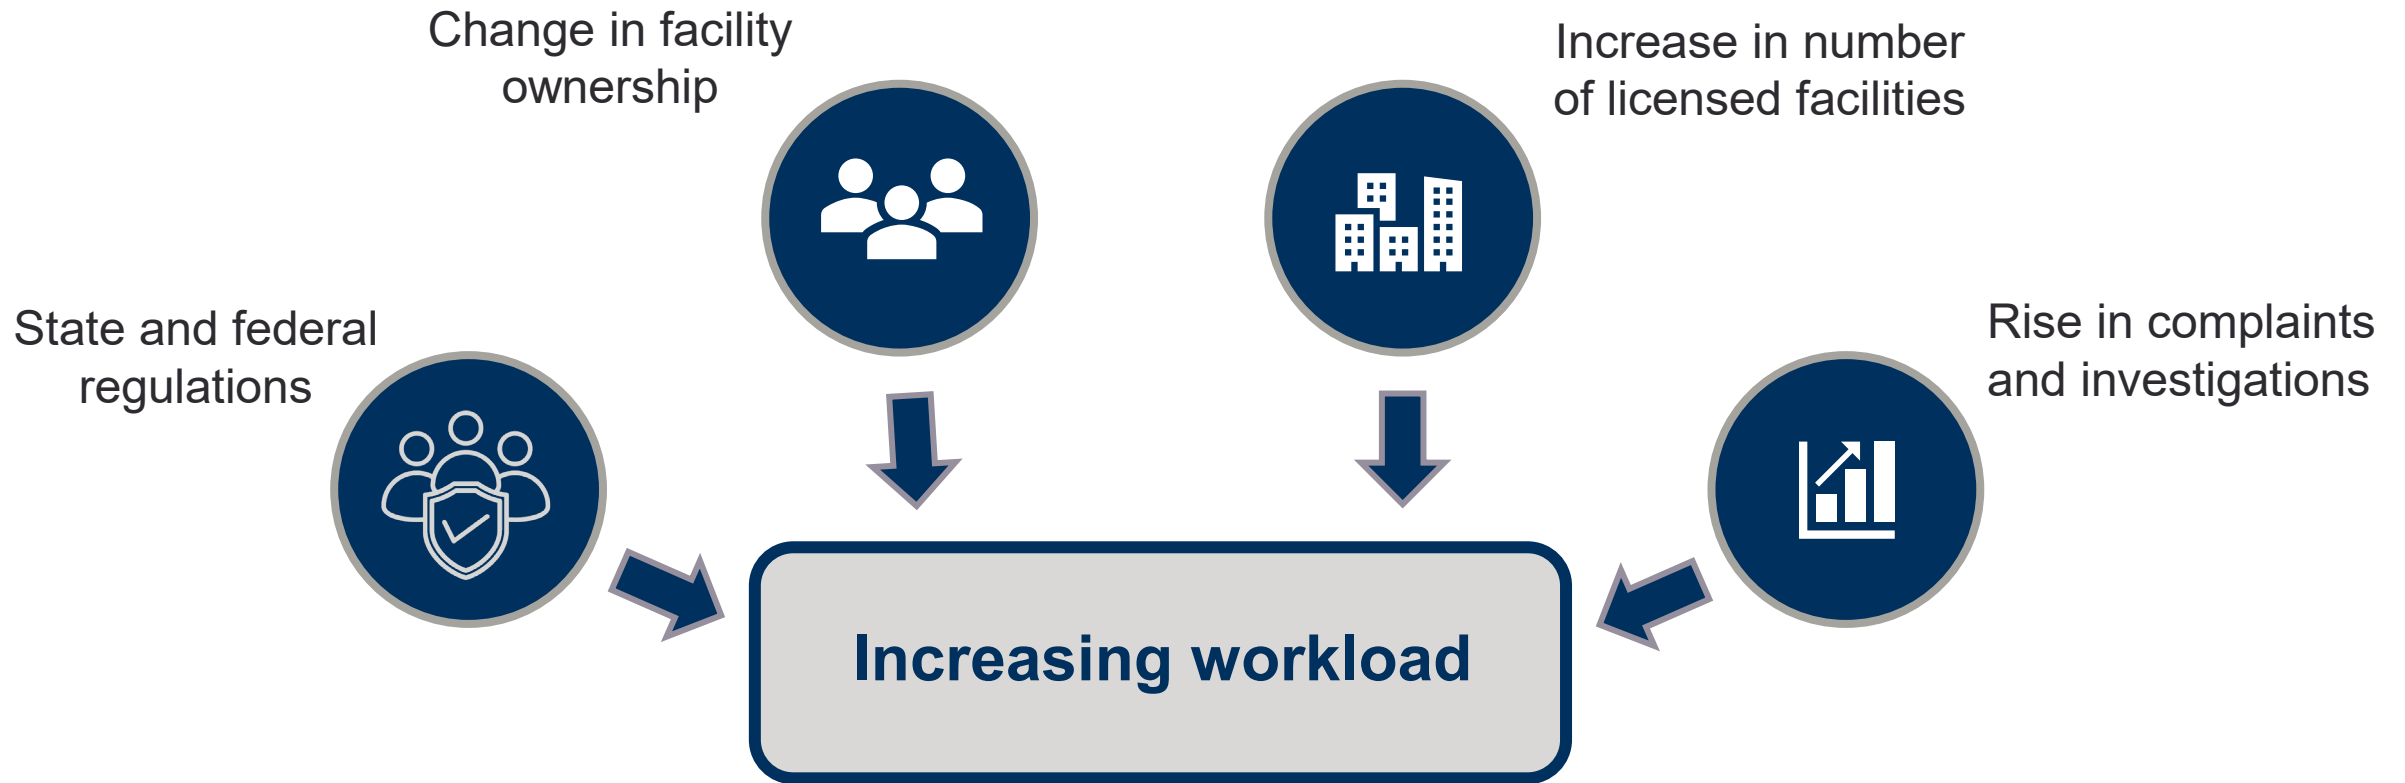 Change in facility
ownership
Increase in number
of licensed facilities
State and federal
regulations
Rise in complaints
and investigations
Increasing workload